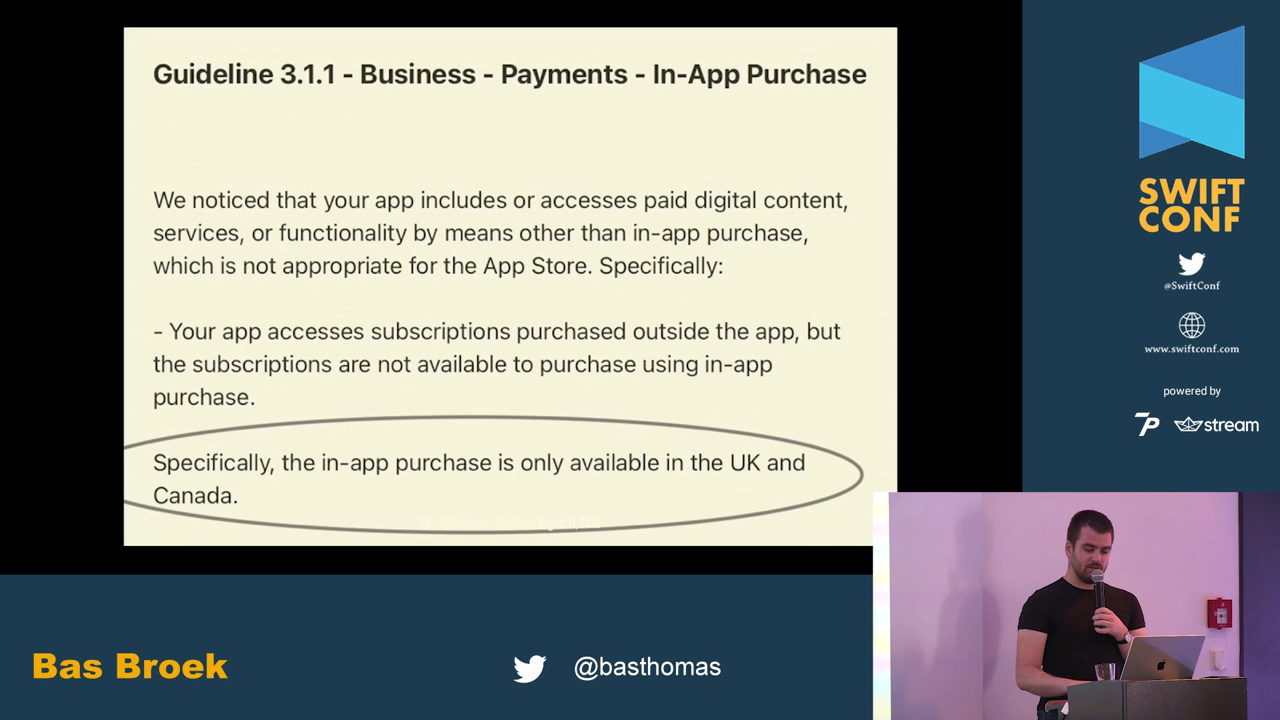 Guideline 3.1.1 - Business - Payments - In-App Purchase
We noticed that your app includes or accesses paid digital content,
services, or functionality by means other than in-app purchase,
which is not appropriate for the App Store. Specifically:
- Your app accesses subscriptions purchased outside the app, but
the subscriptions are not available to purchase using in-app
purchase.
Specifically, the in-app purchase is only available in the UK and
Canada.
SWIFT
CONF
@SwiftConf
www.swiftconf.com
powered by
7P stream
Bas Broek
@basthomas